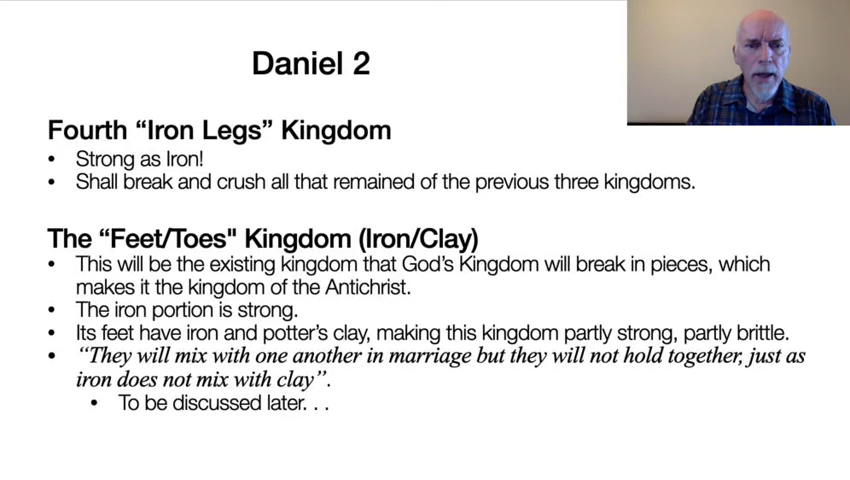 Daniel 2
Fourth “Iron Legs” Kingdom
• Strong as Iron!
• Shall break and crush all that remained of the previous three kingdoms.
The “Feet/Toes" Kingdom (Iron/Clay)
• This will be the existing kingdom that God’s Kingdom will break in pieces, which
makes it the kingdom of the Antichrist.
• The iron portion is strong.
• Its feet have iron and potter’s clay, making this kingdom partly strong, partly brittle.
• “They will mix with one another in marriage but they will not hold together, just as
iron does not mix with clay”.
• To be discussed later. . .